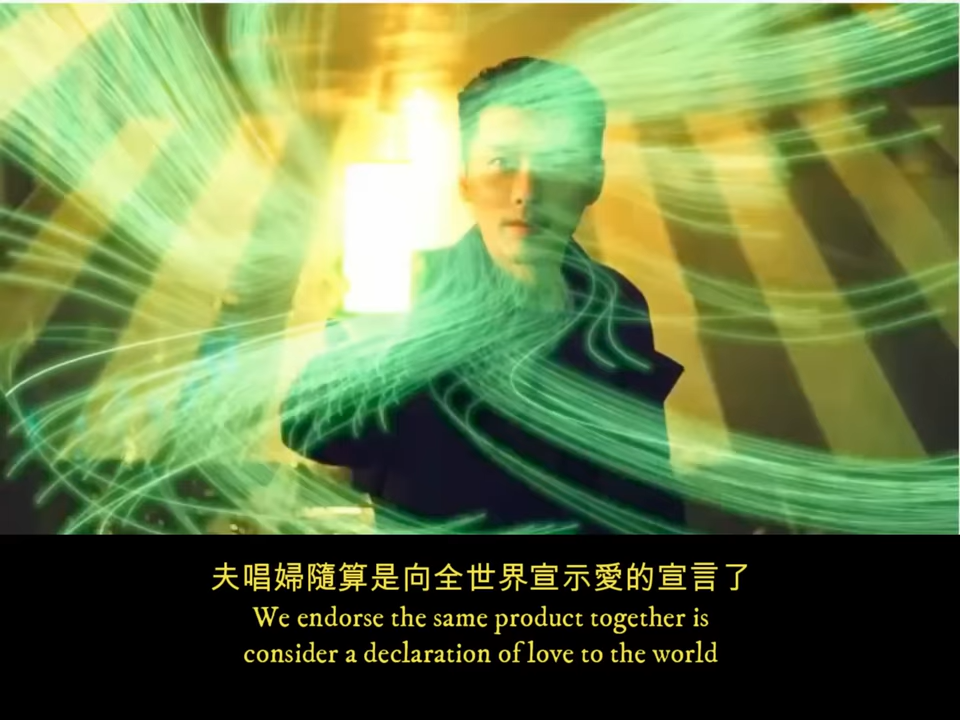 夫唱婦隨算是向全世界宣示愛的宣言了
We endorse the same product together is
consider a declaration of love to the world